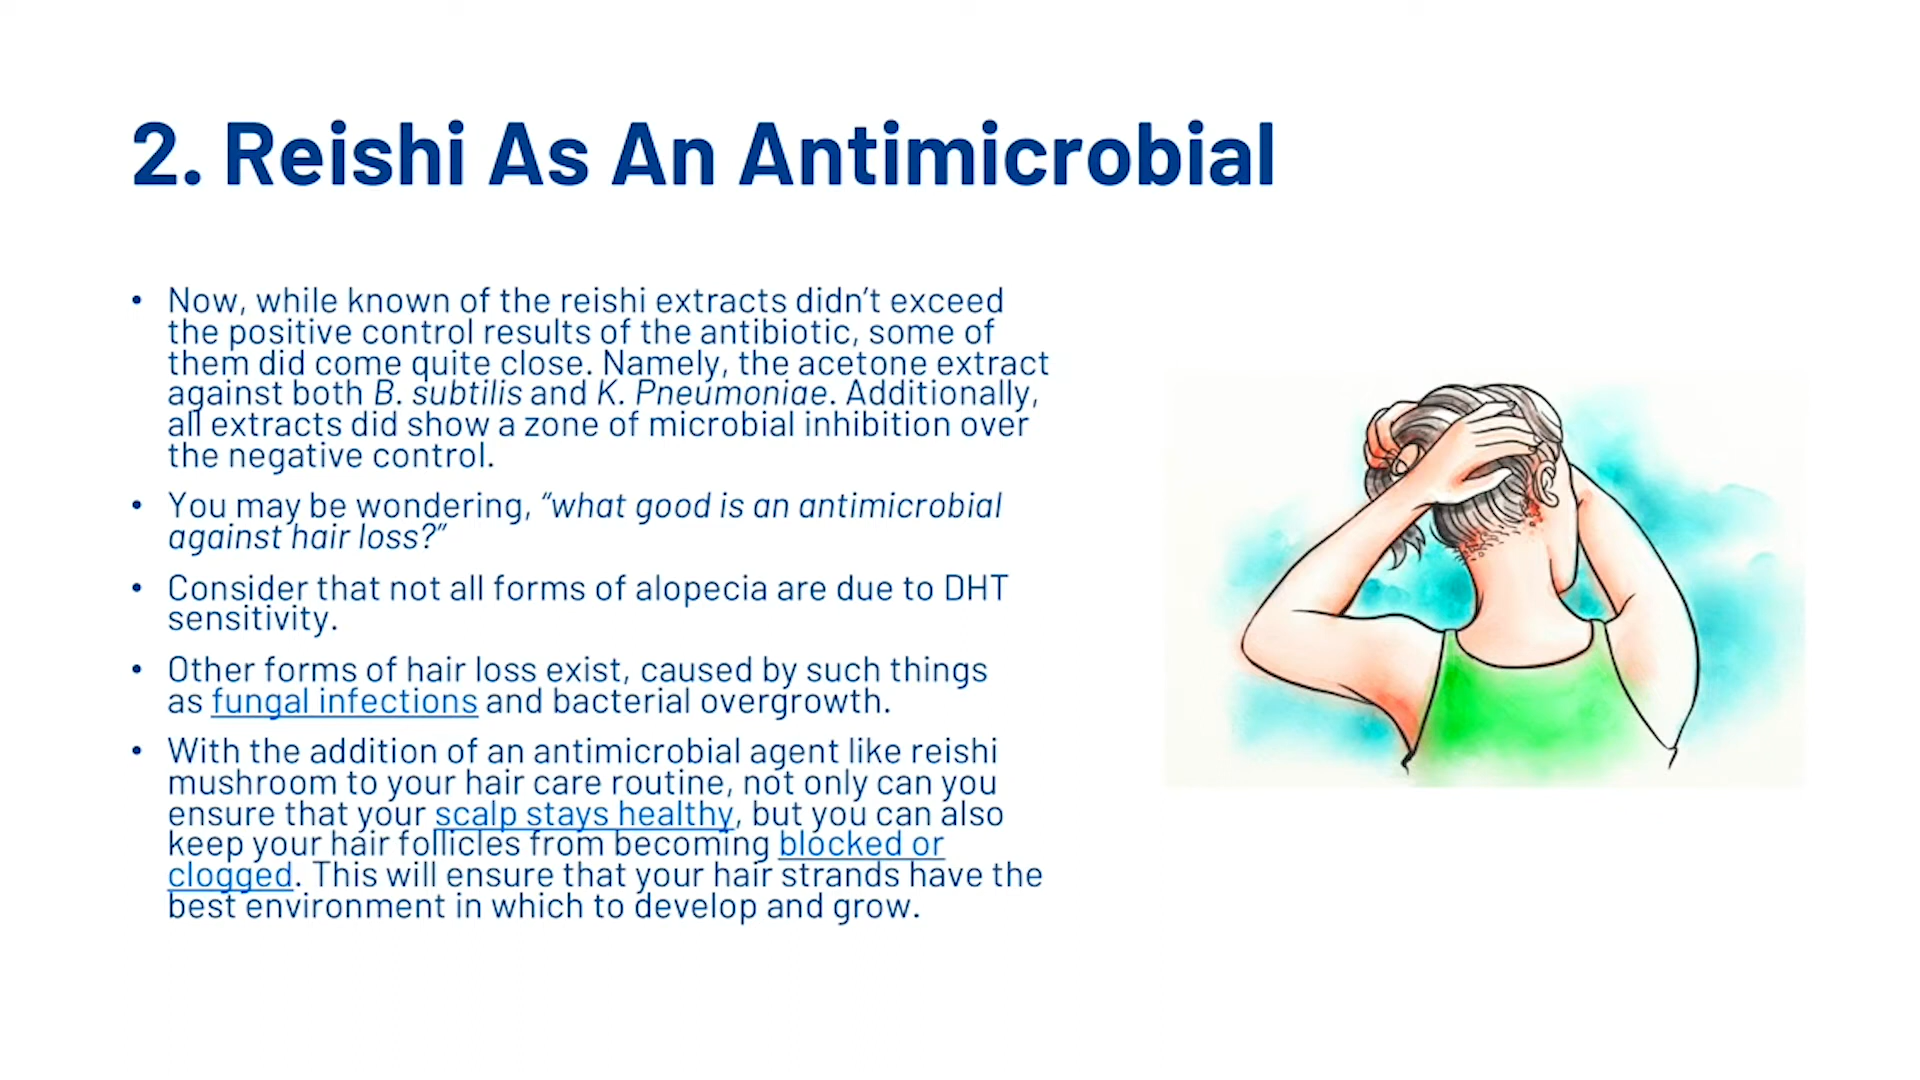 2. Reishi As An Antimicrobial
• Now, while known of the reishi extracts didn’t exceed
the positive control results of the antibiotic, some of
them did come quite close. Namely, the acetone extract
against both B. subtilis and K. Pneumoniae. Additionally,
all extracts did show a zone of microbial inhibition over
the negative control.
• You may be wondering, “what good is an antimicrobial
against hair loss?”
• Consider that not all forms of alopecia are due to DHT
sensitivity.
• Other forms of hair loss exist, caused by such things
as fungal infections and bacterial overgrowth.
• With the addition of an antimicrobial agent like reishi
mushroom to your hair care routine, not only can you
ensure that your scalp stays healthy, but you can also
keep your hair follicles from becoming blocked or
clogged. This will ensure that your hair strands have the
best environment in which to develop and grow.